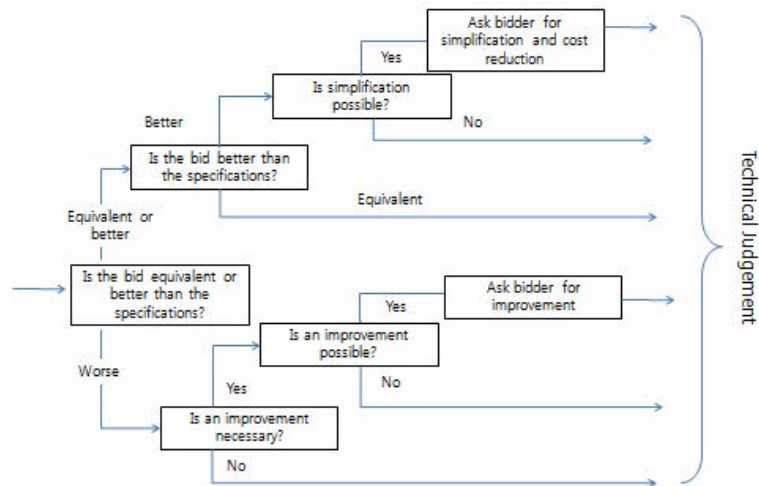 Ask bidder for
simplification and cost
reduction
Yes
Is simplification
possible?
Better
No
Is the bid better than
the specifications?
Equivalent
Equivalent or
better
Is the bid equivalent or
better than the
specifications?
Ask bidder for
improvement
Yes
Is an improvement
possible?
Worse
No
Yes
Is an improvement
necessary?
No
Technical Judgement